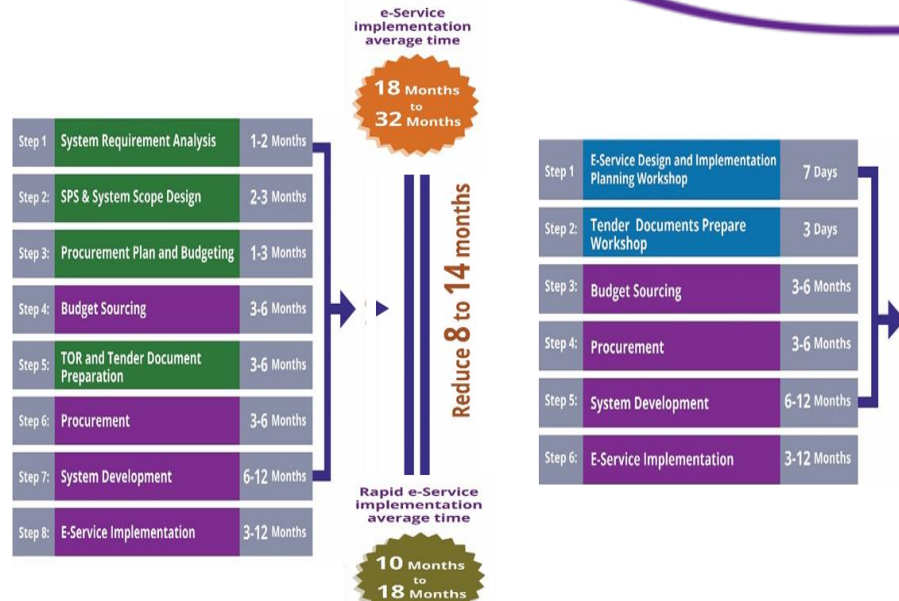 e-Service
implementation
average time
18 Months
to
32 Months
Step 1 System Requirement Analysis 1-2 Months
Step 2: SPS & System Scope Design 2-3 Months
Step 3: Procurement Plan and Budgeting 1-3 Months
Step 4: Budget Sourcing 3-6 Months
Step 5: TOR and Tender Document
Preparation 3-6 Months
Step 6: Procurement 3-6 Months
Step 7: System Development 6-12 Months
Step 8: E-Service Implementation 3-12 Months
Reduce 8 to 14 months
Rapid e-Service
implementation
average time
10 Months
to
18 Months
Step 1 E-Service Design and Implementation
Planning Workshop 7 Days
Step 2: Tender Documents Prepare
Workshop 3 Days
Step 3: Budget Sourcing 3-6 Months
Step 4: Procurement 3-6 Months
Step 5: System Development 6-12 Months
Step 6: E-Service Implementation 3-12 Months